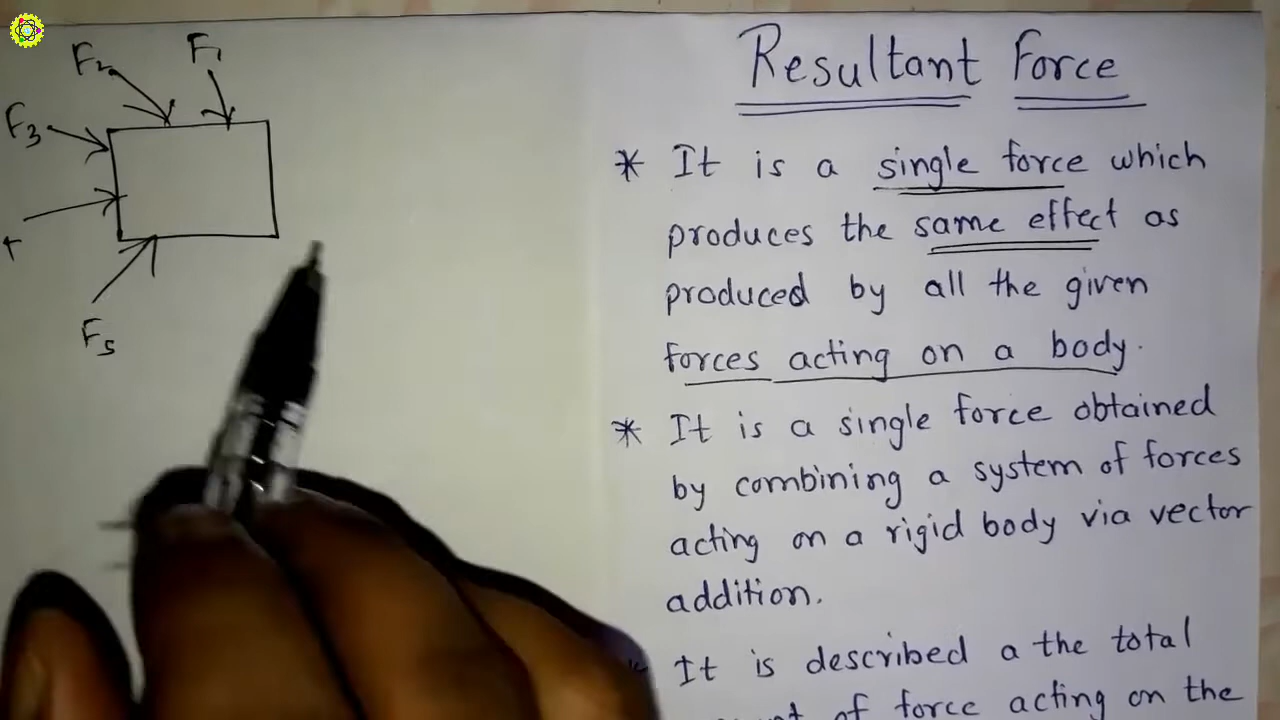 F1
F2
F3
F5
Resultant Force
* It is a single force which
produces the same effect as
produced by all the given
forces acting on a body.
* It is a single force obtained
by combining a system of forces
acting on a rigid body via vector
addition.
It is described a the total
of force acting on the